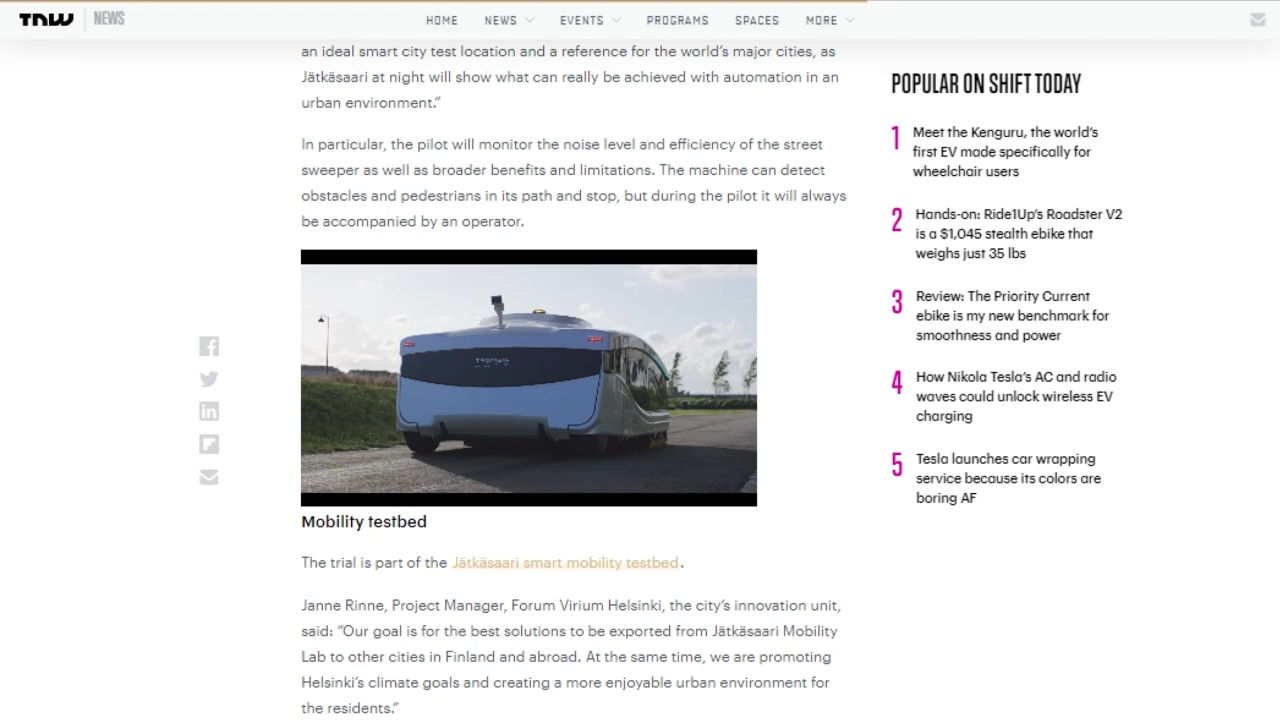 TNW NEWS
HOME NEWS EVENTS PROGRAMS SPACES MORE
an ideal smart city test location and a reference for the world's major cities, as
Jätkäsaari at night will show what can really be achieved with automation in an
urban environment."
In particular, the pilot will monitor the noise level and efficiency of the street
sweeper as well as broader benefits and limitations. The machine can detect
obstacles and pedestrians in its path and stop, but during the pilot it will always
be accompanied by an operator.
Mobility testbed
The trial is part of the Jätkäsaari smart mobility testbed.
Janne Rinne, Project Manager, Forum Virium Helsinki, the city's innovation unit,
said: "Our goal is for the best solutions to be exported from Jätkäsaari Mobility
Lab to other cities in Finland and abroad. At the same time, we are promoting
Helsinki's climate goals and creating a more enjoyable urban environment for
the residents."
POPULAR ON SHIFT TODAY
1 Meet the Kenguru, the world's
first EV made specifically for
wheelchair users
2 Hands-on: Ride1Up's Roadster V2
is a $1,045 stealth ebike that
weighs just 35 lbs
3 Review: The Priority Current
ebike is my new benchmark for
smoothness and power
4 How Nikola Tesla's AC and radio
waves could unlock wireless EV
charging
5 Tesla launches car wrapping
service because its colors are
boring AF